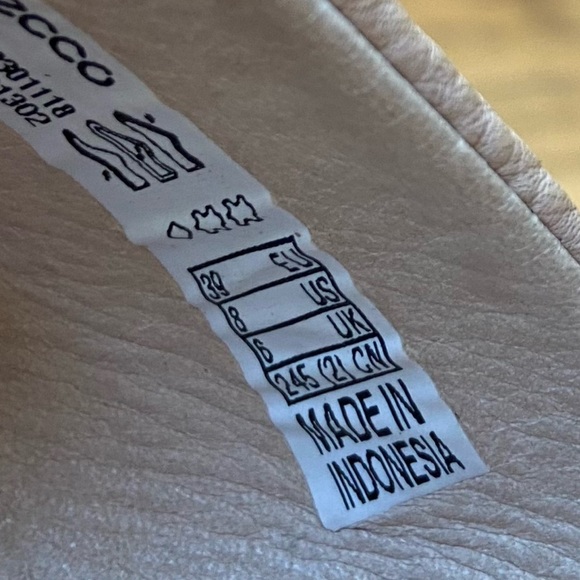 ecco
301118
1302
39 EU
8 US
6 UK
245 (2) CN
MADE IN
INDONESIA